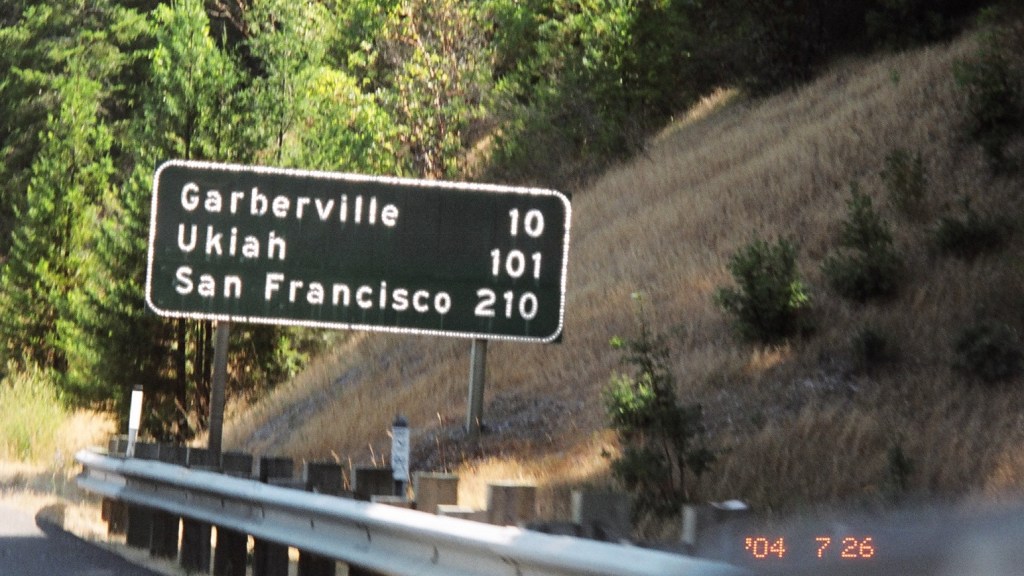 Garberville 10
Ukiah 101
San Francisco 210
'04 7 26